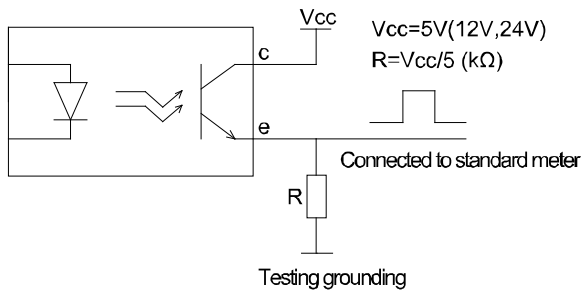 Vcc
Vcc=5V(12V,24V)
R=Vcc/5 (kΩ)
c
e
Connected to standard meter
R
Testing grounding